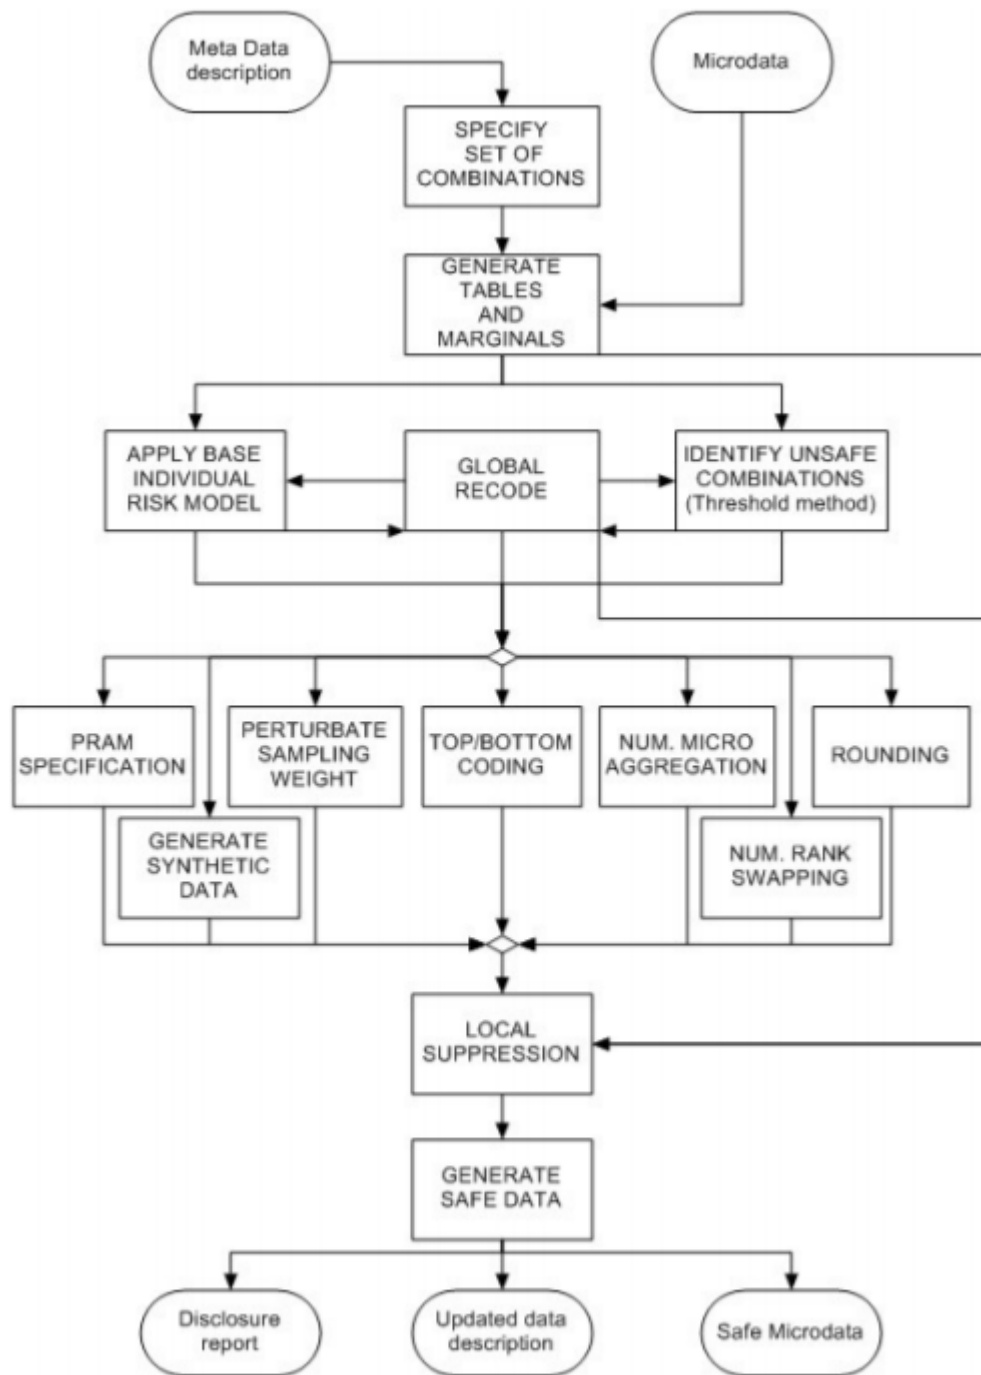 Meta Data
description
Microdata
SPECIFY
SET OF
COMBINATIONS
GENERATE
TABLES
AND
MARGINALS
APPLY BASE
INDIVIDUAL
RISK MODEL
GLOBAL
RECODE
IDENTIFY UNSAFE
COMBINATIONS
(Threshold method)
PRAM
SPECIFICATION
PERTURBATE
SAMPLING
WEIGHT
TOP/BOTTOM
CODING
NUM. MICRO
AGGREGATION
ROUNDING
GENERATE
SYNTHETIC
DATA
NUM. RANK
SWAPPING
LOCAL
SUPPRESSION
GENERATE
SAFE DATA
Disclosure
report
Updated data
description
Safe Microdata